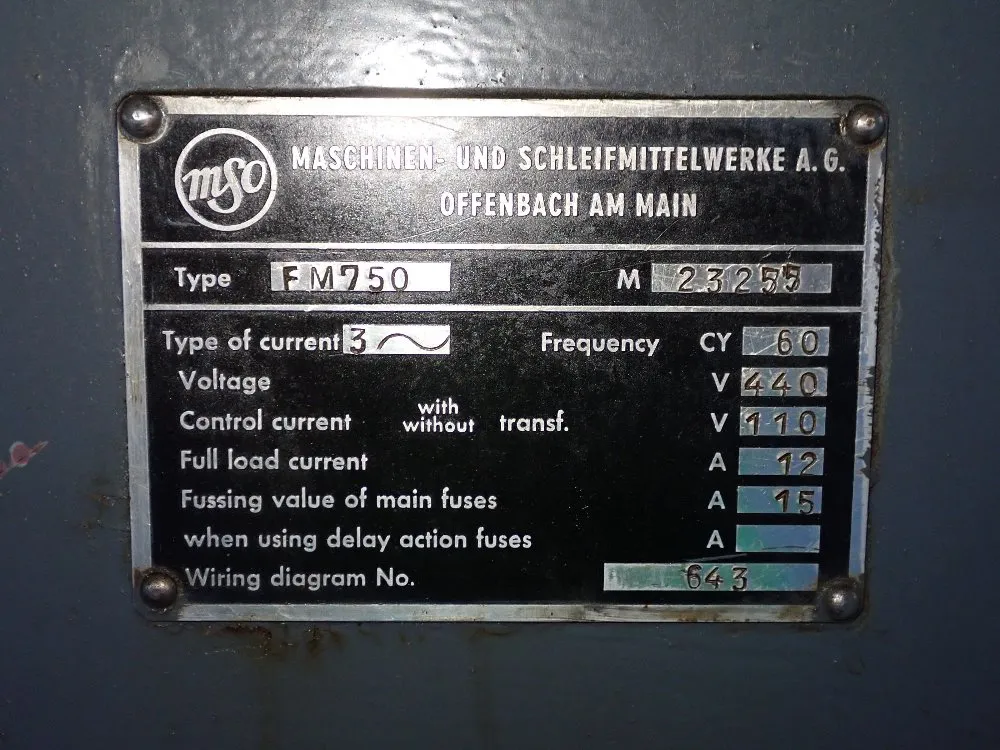 mso MASCHINEN- UND SCHLEIFMITTELWERKE A.G.
OFFENBACH AM MAIN
Type FM750 M 23255
Type of current 3 ~ Frequency CY 60
Voltage V 440
Control current with without transf. V 110
Full load current A 12
Fussing value of main fuses A 15
when using delay action fuses A
Wiring diagram No. 643